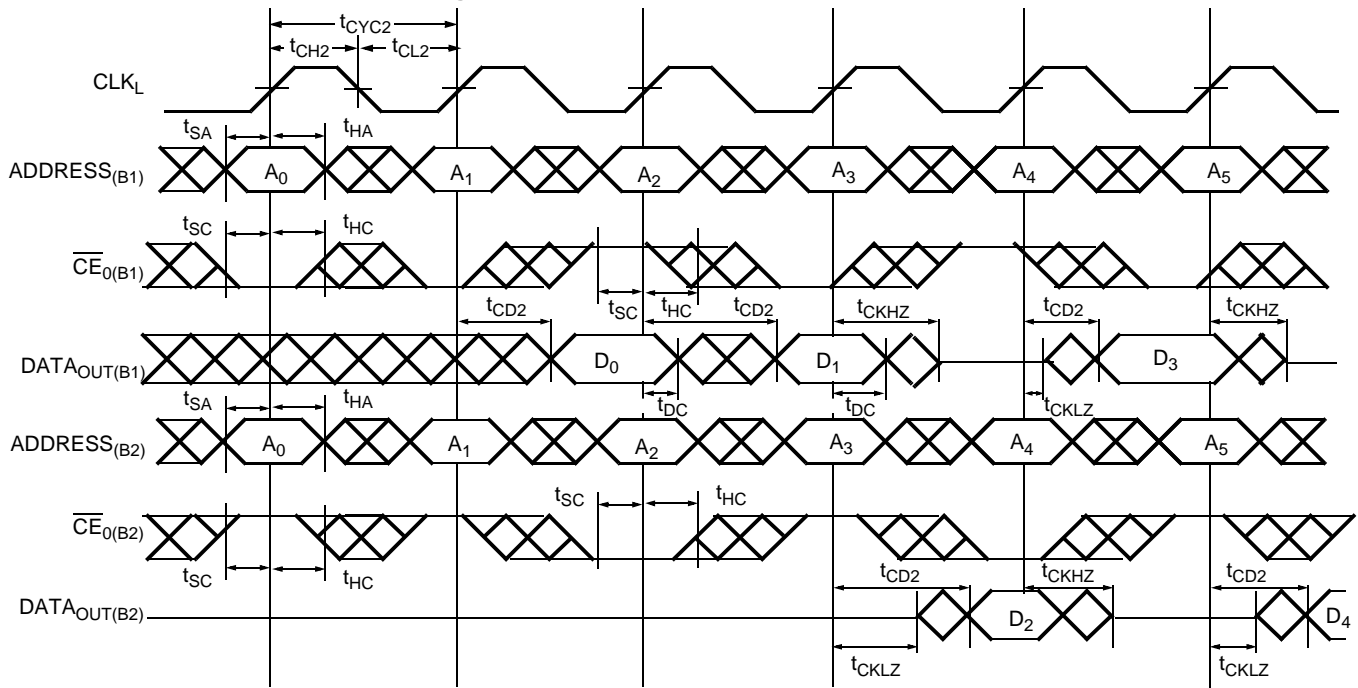 tCYC2
tCH2 tCL2
CLKL
tSA tHA
ADDRESS(B1) A0 A1 A2 A3 A4 A5
tSC tHC
CE0(B1)
tCD2 tSC tHC tCD2 tCKHZ tCD2 tCKHZ
DATAOUT(B1) D0 D1 D3
tSA tHA tDC tDC tCKLZ
ADDRESS(B2) A0 A1 A2 A3 A4 A5
tSC tHC
CE0(B2)
tSC tHC tCD2 tCKHZ tCD2
DATAOUT(B2) D2 D4
tCKLZ tCKLZ